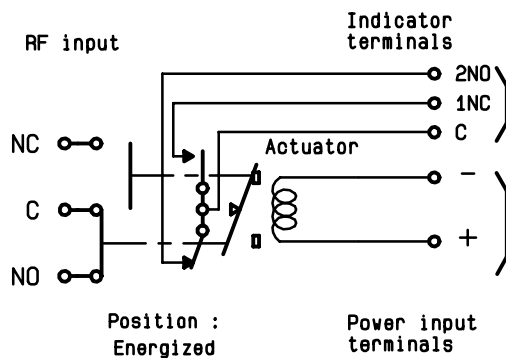 RF input
Indicator
terminals
2NO
1NC
C
Actuator
NC
C
NO
-
+
Position :
Energized
Power input
terminals